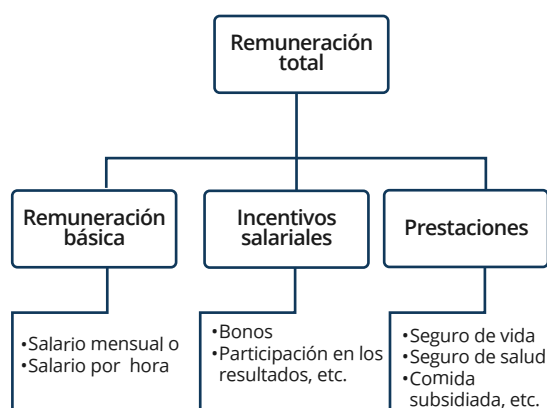 Remuneración
total
Remuneración
básica
Incentivos
salariales
Prestaciones
•Salario mensual o
•Salario por hora
•Bonos
•Participación en los
resultados, etc.
•Seguro de vida
•Seguro de salud
•Comida
subsidiada, etc.